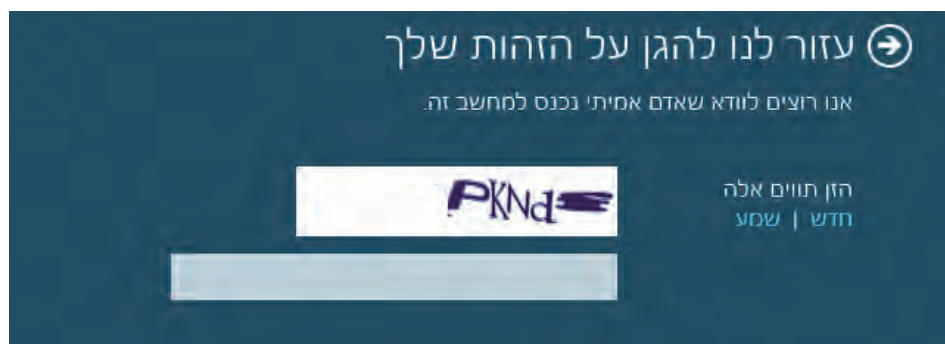 עזור לנו להגן על הזהות שלך
אנו רוצים לוודא שאדם אמיתי נכנס למחשב זה.
הזן תווים אלה
חדש | שמע
PKNd